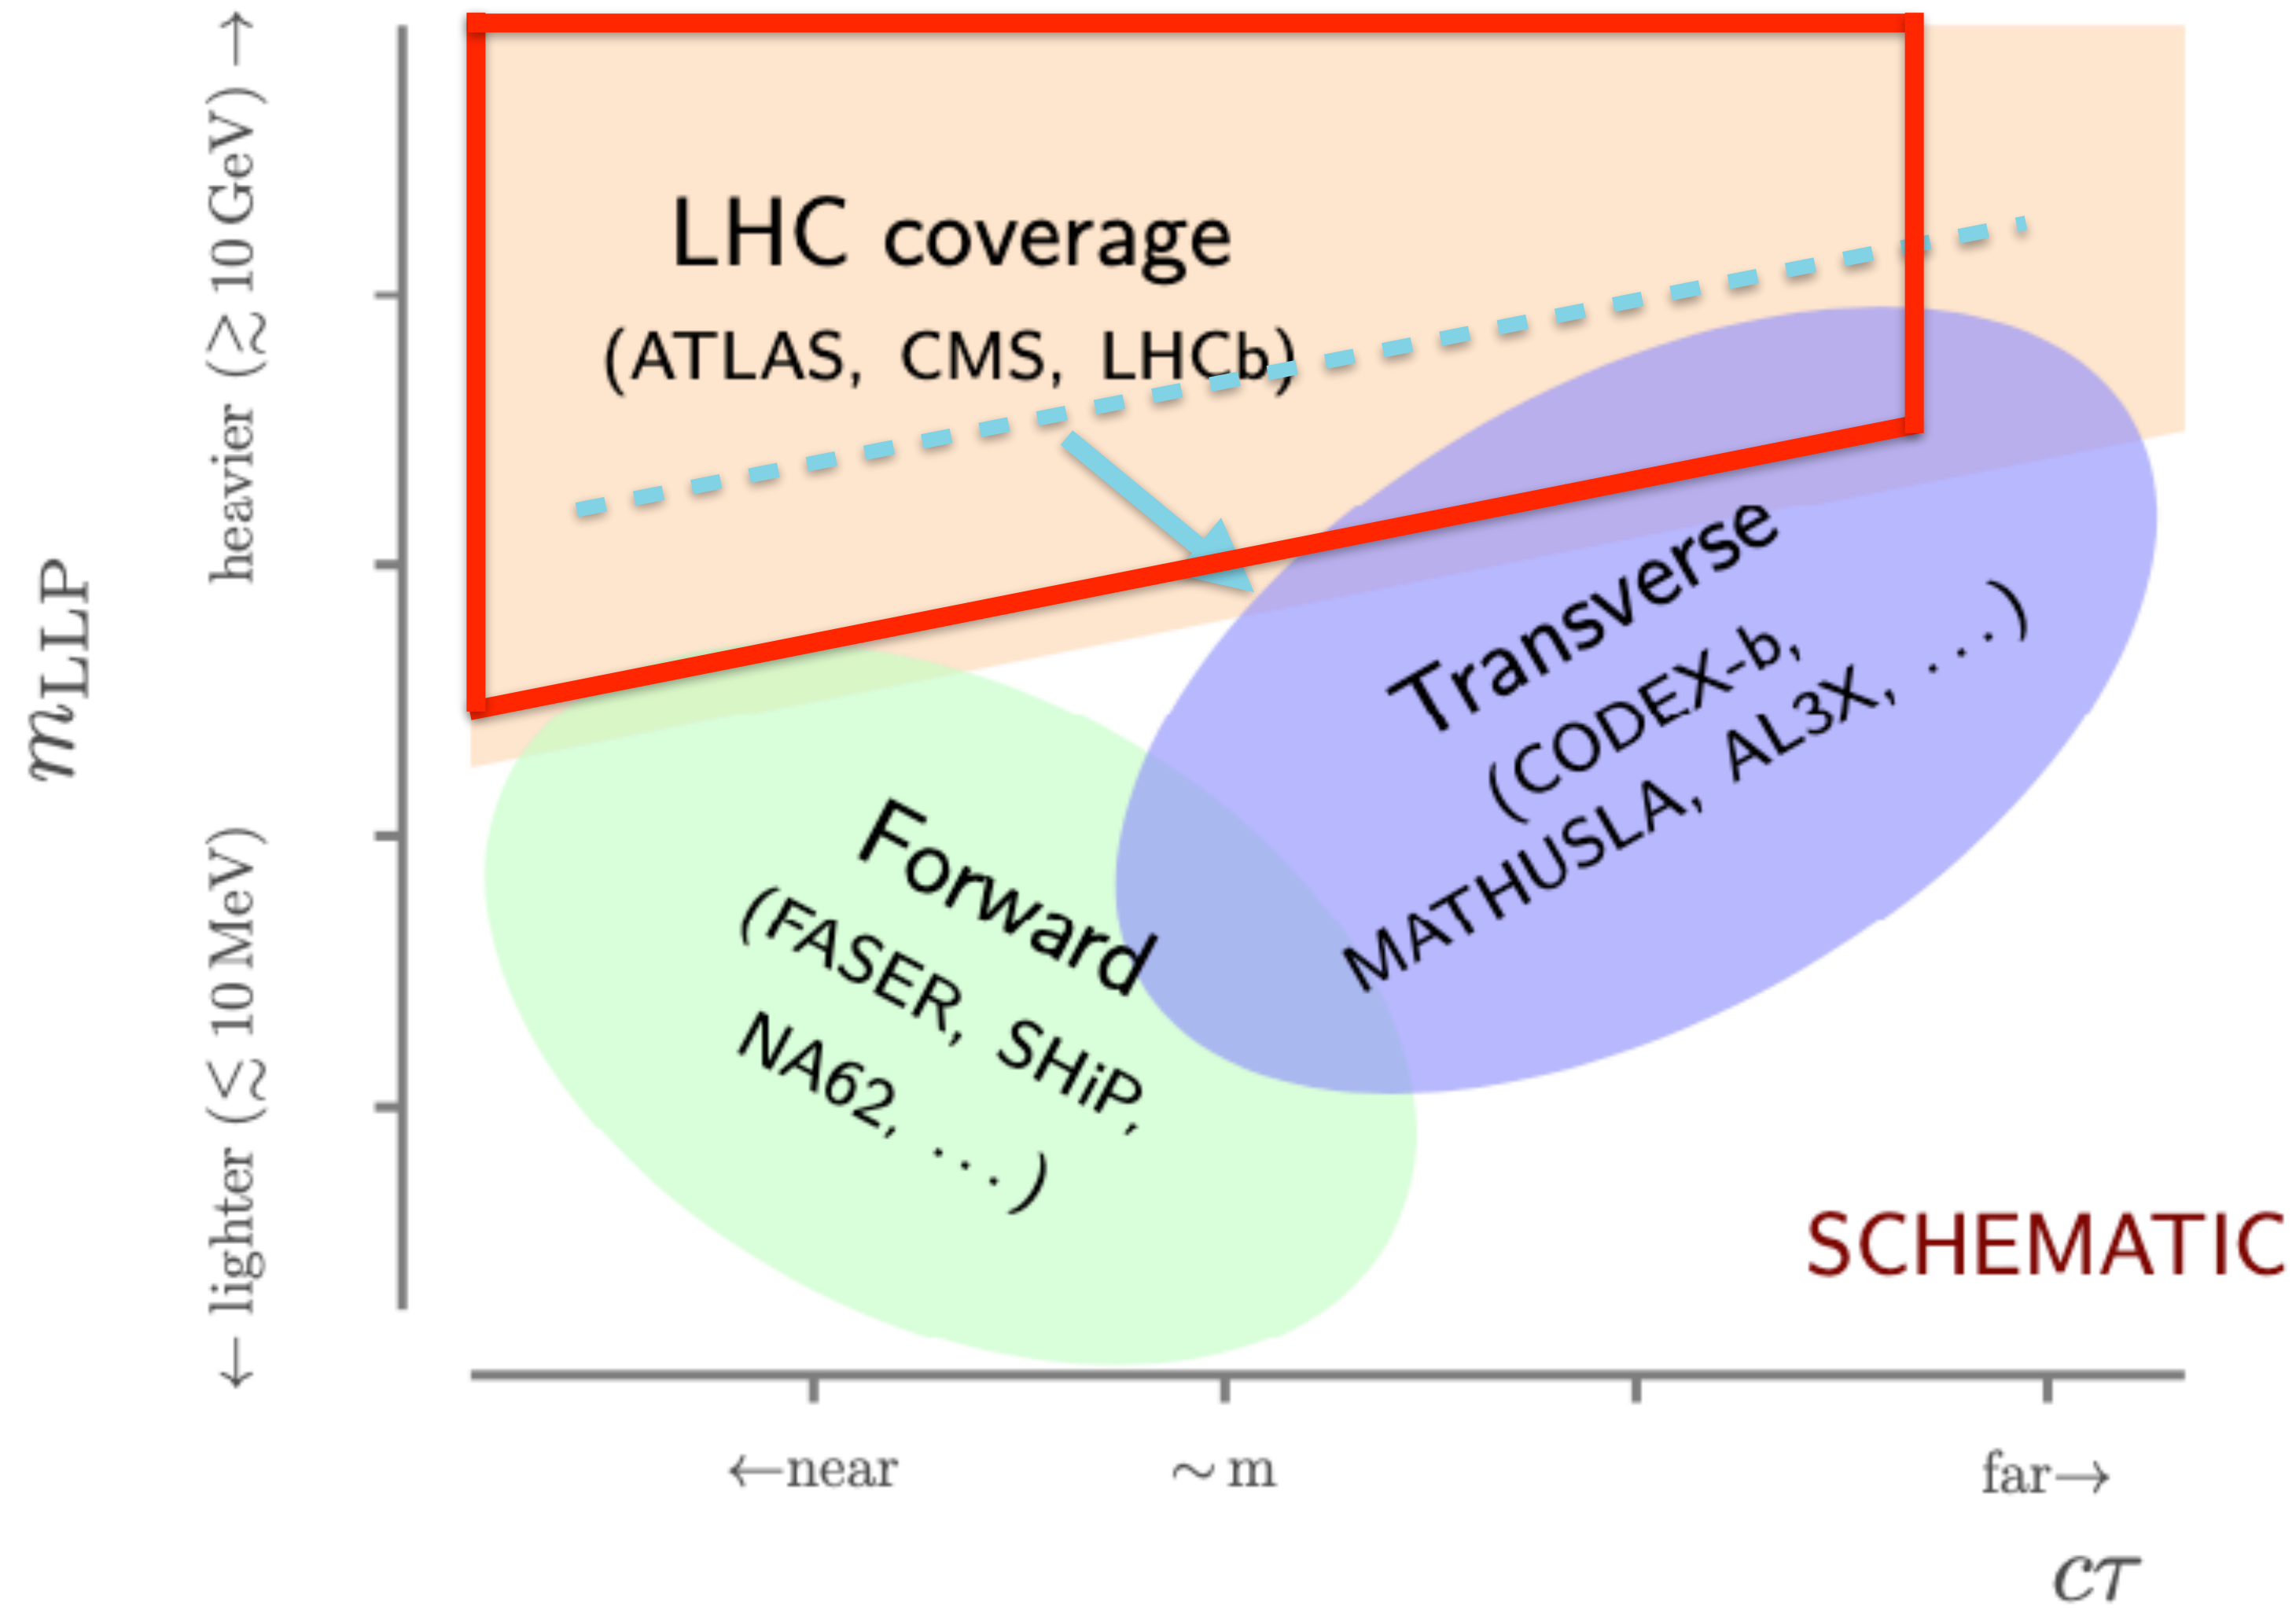 heavier (≳ 10 GeV) →
← lighter (≲ 10 MeV)
mLLP
LHC coverage
(ATLAS, CMS, LHCb)
Transverse
(CODEX-b,
MATHUSLA, AL3X, ...)
Forward
(FASER, SHiP,
NA62, ...)
SCHEMATIC
←near
∼ m
far→
cτ